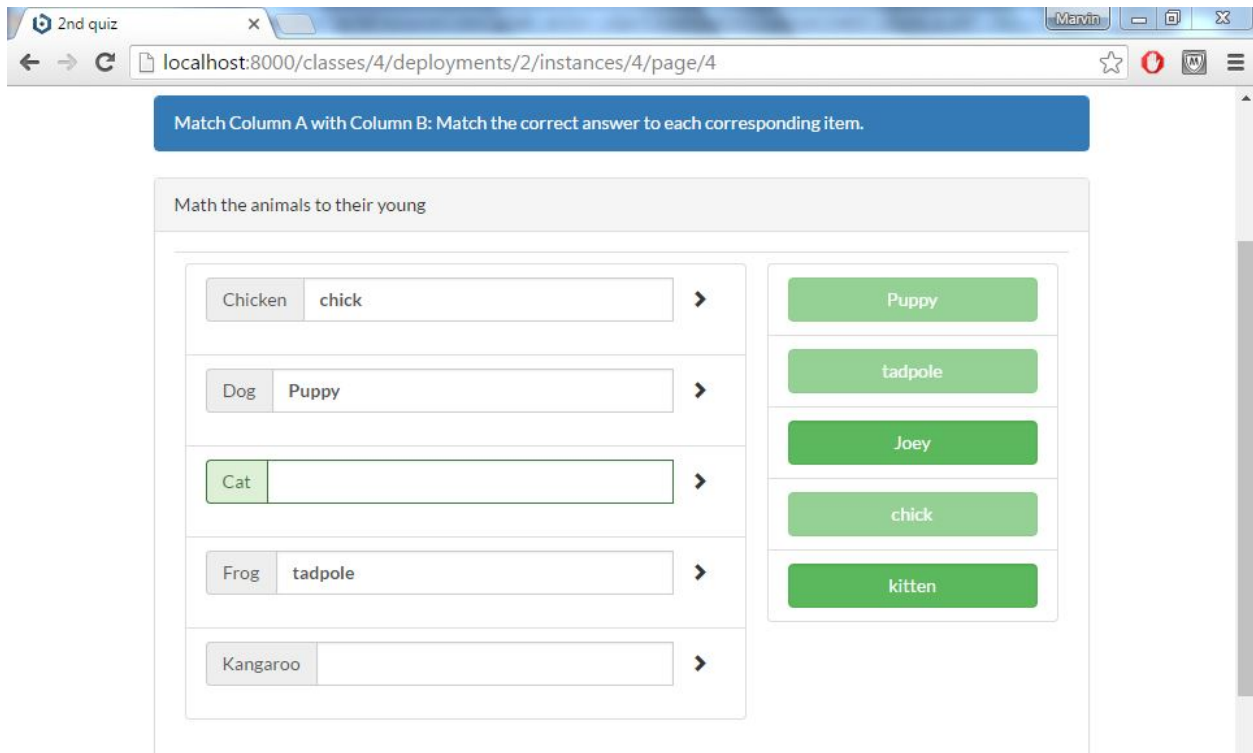 2nd quiz
Marvin
localhost:8000/classes/4/deployments/2/instances/4/page/4
Match Column A with Column B: Match the correct answer to each corresponding item.
Math the animals to their young
Chicken chick
Puppy
Dog Puppy
tadpole
Joey
Cat
chick
Frog tadpole
kitten
Kangaroo